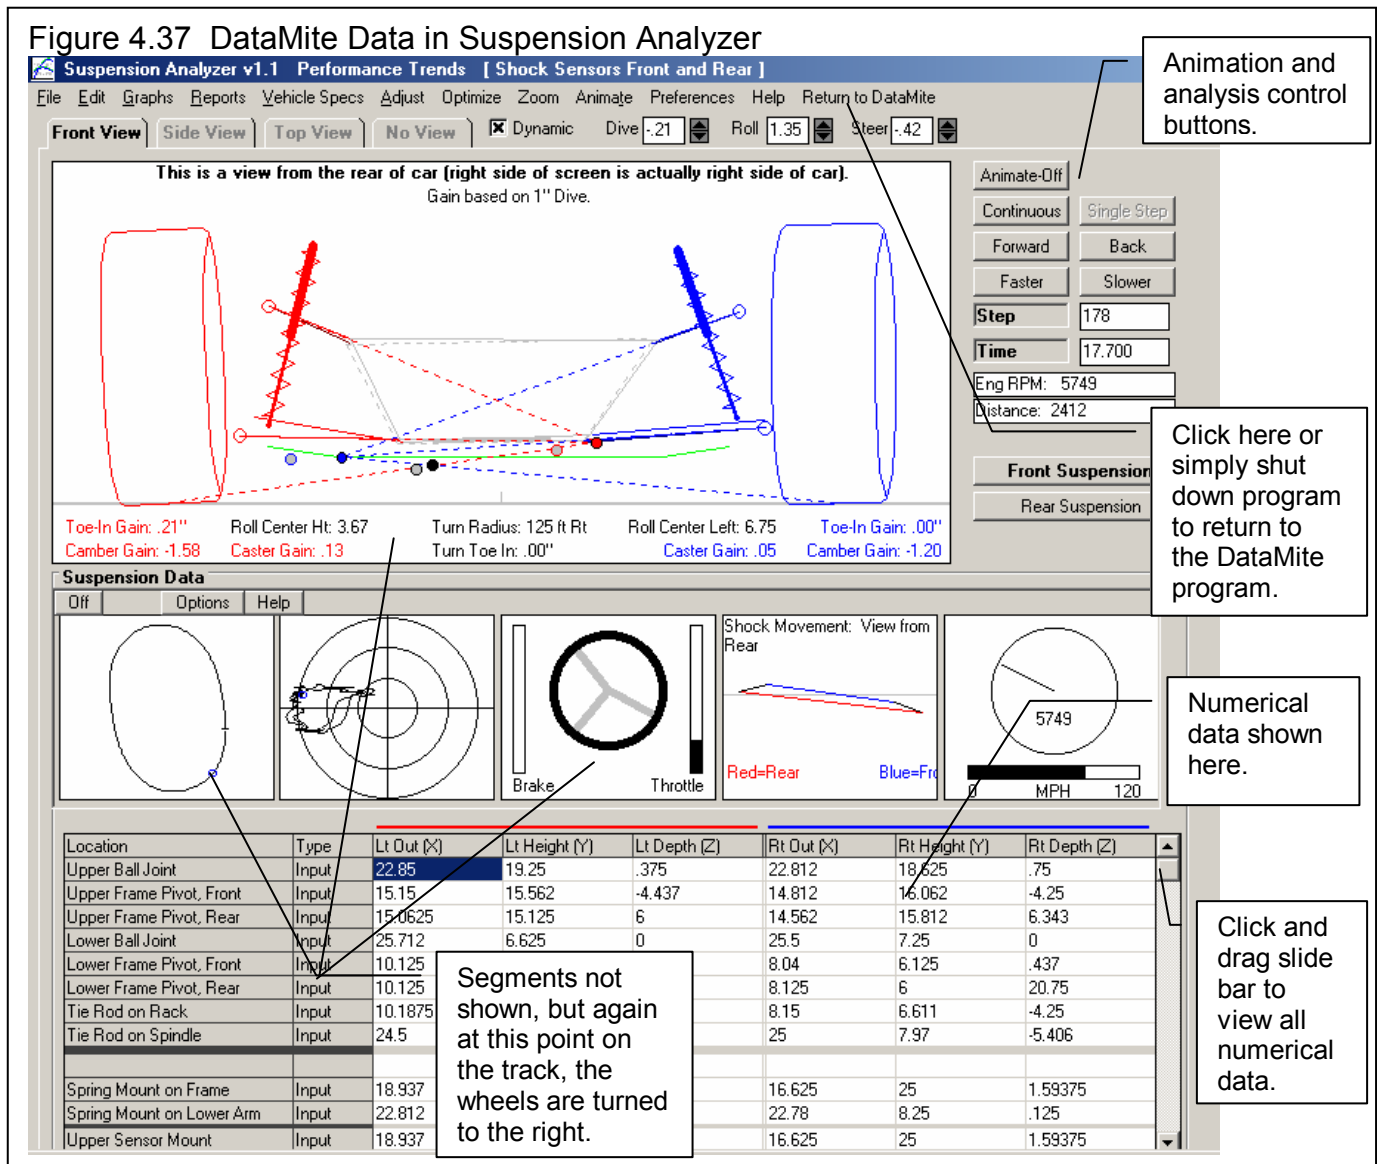 Figure 4.37  DataMite Data in Suspension Analyzer
Suspension Analyzer v1.1   Performance Trends   [ Shock Sensors Front and Rear ]
File Edit Graphs Reports Vehicle Specs Adjust Optimize Zoom Animate Preferences Help Return to DataMite
Front View Side View Top View No View Dynamic Dive -.21 Roll 1.35 Steer -.42
Animation and
analysis control
buttons.
This is a view from the rear of car (right side of screen is actually right side of car).
Gain based on 1" Dive.
Animate-Off
Continuous Single Step
Forward Back
Faster Slower
Step 178
Time 17.700
Eng RPM: 5749
Distance: 2412
Front Suspension
Rear Suspension
Click here or
simply shut
down program
to return to
the DataMite
program.
Toe-In Gain: .21" Roll Center Ht: 3.67 Turn Radius: 125 ft Rt Roll Center Left: 6.75 Toe-In Gain: .00"
Camber Gain: -1.58 Caster Gain: .13 Turn Toe In: .00" Caster Gain: .05 Camber Gain: -1.20
Suspension Data
Off Options Help
Brake Throttle
Shock Movement: View from
Rear
Red=Rear Blue=Fro
5749
0 MPH 120
Numerical
data shown
here.
Location Type Lt Out (X) Lt Height (Y) Lt Depth (Z) Rt Out (X) Rt Height (Y) Rt Depth (Z)
Upper Ball Joint Input 22.85 19.25 .375 22.812 18.625 .75
Upper Frame Pivot, Front Input 15.15 15.562 -4.437 14.812 16.062 -4.25
Upper Frame Pivot, Rear Input 15.0625 15.125 6 14.562 15.812 6.343
Lower Ball Joint Input 25.712 6.625 0 25.5 7.25 0
Lower Frame Pivot, Front Input 10.125 8.04 6.125 .437
Lower Frame Pivot, Rear Input 10.125 8.125 6 20.75
Tie Rod on Rack Input 10.1875 8.15 6.611 -4.25
Tie Rod on Spindle Input 24.5 25 7.97 -5.406
Spring Mount on Frame Input 18.937 16.625 25 1.59375
Spring Mount on Lower Arm Input 22.812 22.78 8.25 .125
Upper Sensor Mount Input 18.937 16.625 25 1.59375
Segments not
shown, but again
at this point on
the track, the
wheels are turned
to the right.
Click and
drag slide
bar to
view all
numerical
data.